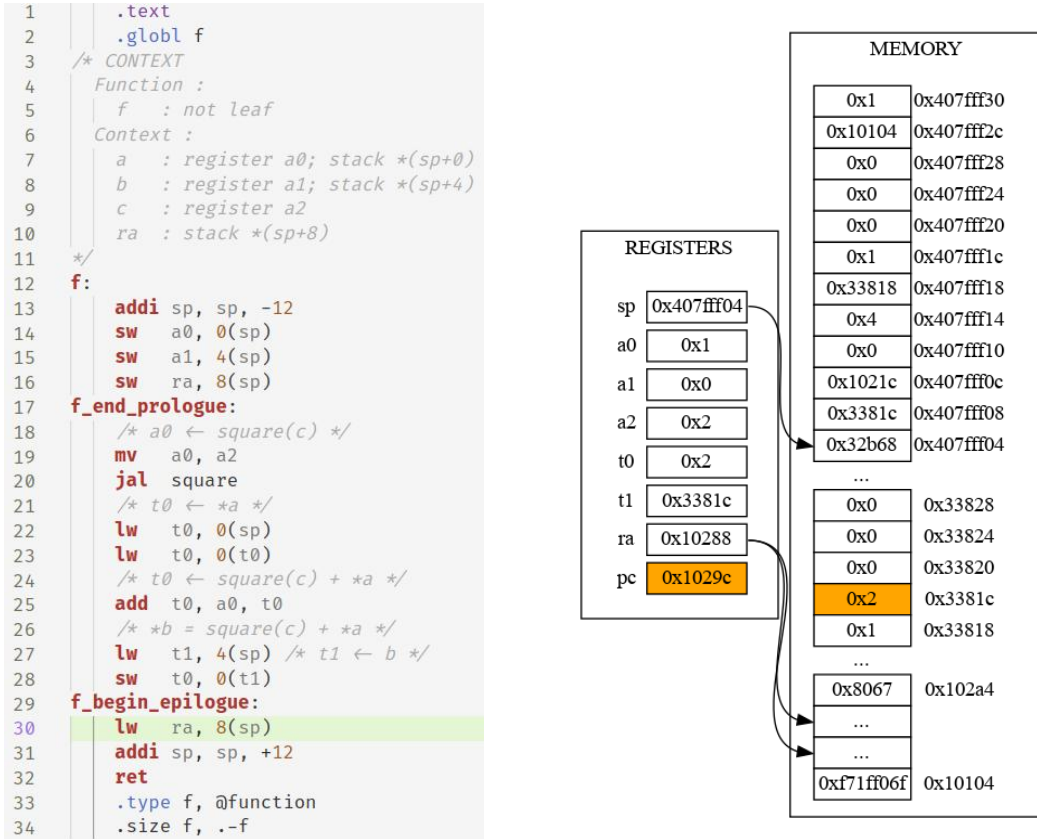 1 .text
2 .globl f
3 /* CONTEXT
4 Function :
5 f : not leaf
6 Context :
7 a : register a0; stack *(sp+0)
8 b : register a1; stack *(sp+4)
9 c : register a2
10 ra : stack *(sp+8)
11 */
12 f:
13 addi sp, sp, -12
14 sw a0, 0(sp)
15 sw a1, 4(sp)
16 sw ra, 8(sp)
17 f_end_prologue:
18 /* a0 ← square(c) */
19 mv a0, a2
20 jal square
21 /* t0 ← *a */
22 lw t0, 0(sp)
23 lw t0, 0(t0)
24 /* t0 ← square(c) + *a */
25 add t0, a0, t0
26 /* *b = square(c) + *a */
27 lw t1, 4(sp) /* t1 ← b */
28 sw t0, 0(t1)
29 f_begin_epilogue:
30 lw ra, 8(sp)
31 addi sp, sp, +12
32 ret
33 .type f, @function
34 .size f, .-f
REGISTERS
sp 0x407fff04
a0 0x1
a1 0x0
a2 0x2
t0 0x2
t1 0x3381c
ra 0x10288
pc 0x1029c
MEMORY
0x1 0x407fff30
0x10104 0x407fff2c
0x0 0x407fff28
0x0 0x407fff24
0x0 0x407fff20
0x1 0x407fff1c
0x33818 0x407fff18
0x4 0x407fff14
0x0 0x407fff10
0x1021c 0x407fff0c
0x3381c 0x407fff08
0x32b68 0x407fff04
...
0x0 0x33828
0x0 0x33824
0x0 0x33820
0x2 0x3381c
0x1 0x33818
...
0x8067 0x102a4
...
...
0xf71ff06f 0x10104